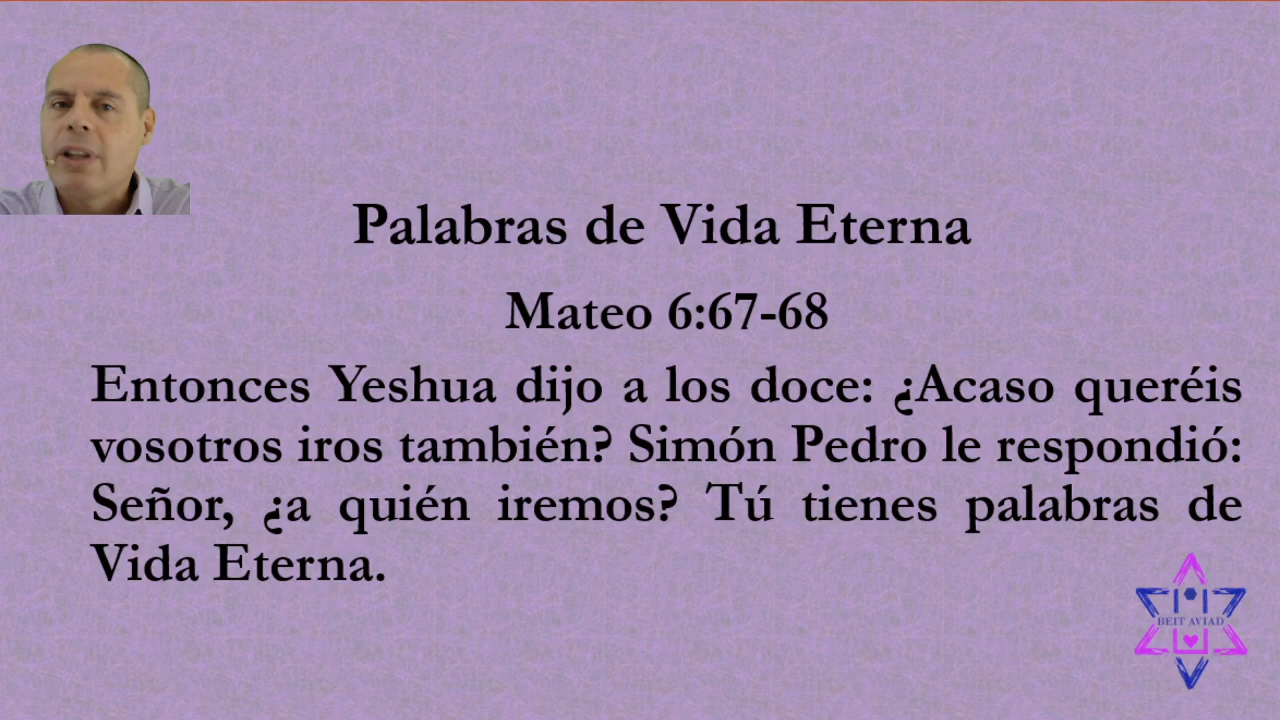 Palabras de Vida Eterna
Mateo 6:67-68
Entonces Yeshua dijo a los doce: ¿Acaso queréis
vosotros iros también? Simón Pedro le respondió:
Señor, ¿a quién iremos? Tú tienes palabras de
Vida Eterna.
BEIT AVIAD